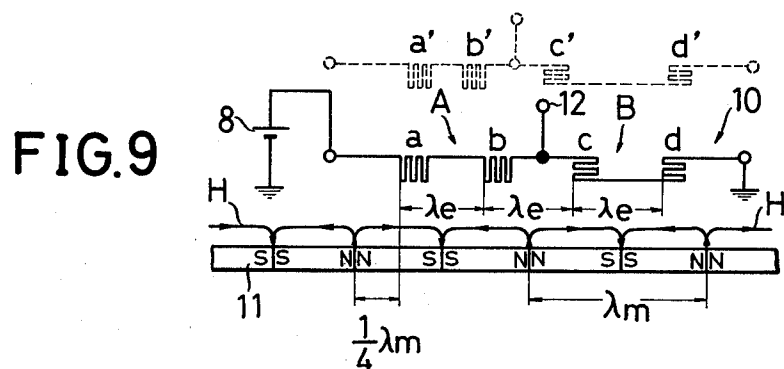 FIG.9
a' b' c' d'
8 A 12 B 10
a b c d
λe λe λe
H H
S S N N S S N N S S N N
11
1/4 λm λm